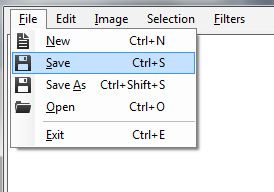 File Edit Image Selection Filters
New Ctrl+N
Save Ctrl+S
Save As Ctrl+Shift+S
Open Ctrl+O
Exit Ctrl+E